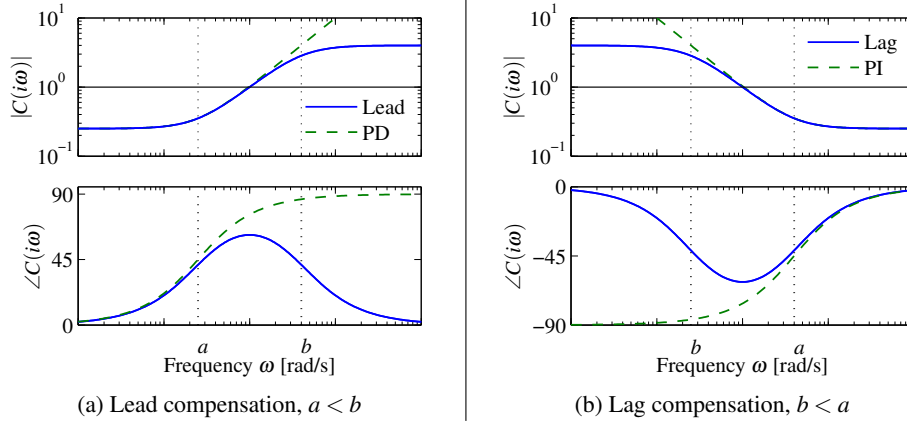 10^1
10^0
10^-1
|C(iω)|
Lead
PD
90
45
0
∠C(iω)
a
b
Frequency ω [rad/s]
(a) Lead compensation, a < b
10^1
10^0
10^-1
|C(iω)|
Lag
PI
0
−45
−90
∠C(iω)
b
a
Frequency ω [rad/s]
(b) Lag compensation, b < a